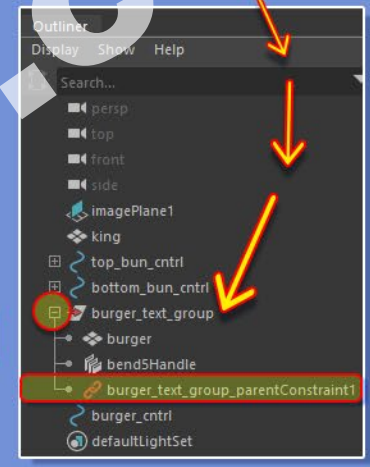 Outliner
Display Show Help
Search...
persp
top
front
side
imagePlane1
king
top_bun_cntrl
bottom_bun_cntrl
burger_text_group
burger
bend5Handle
burger_text_group_parentConstraint1
burger_cntrl
defaultLightSet